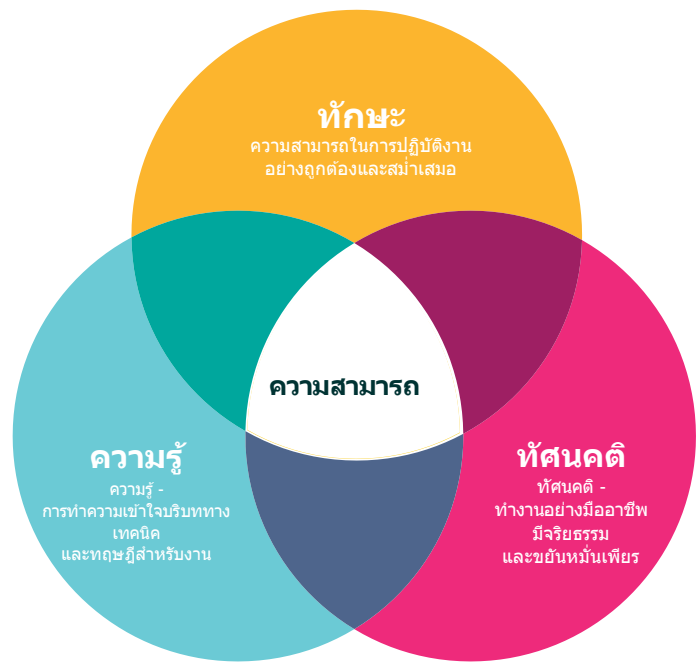 ทักษะ
ความสามารถในการปฏิบัติงาน
อย่างถูกต้องและสม่ำเสมอ
ความสามารถ
ความรู้
ความรู้ -
การทำความเข้าใจบริบททาง
เทคนิค
และทฤษฎีสำหรับงาน
ทัศนคติ
ทัศนคติ -
ทำงานอย่างมืออาชีพ
มีจริยธรรม
และขยันหมั่นเพียร